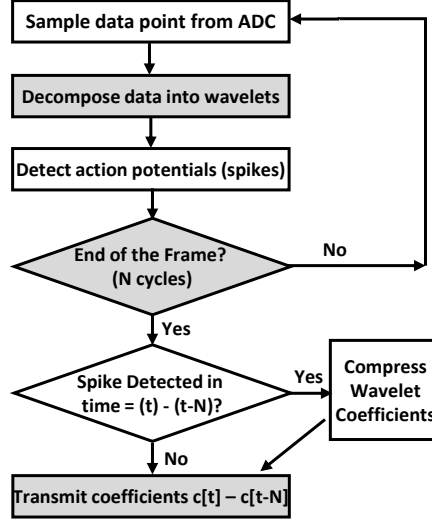 Sample data point from ADC
Decompose data into wavelets
Detect action potentials (spikes)
End of the Frame?
(N cycles)
No
Yes
Spike Detected in
time = (t) - (t-N)?
Yes
Compress
Wavelet
Coefficients
No
Transmit coefficients c[t] – c[t-N]